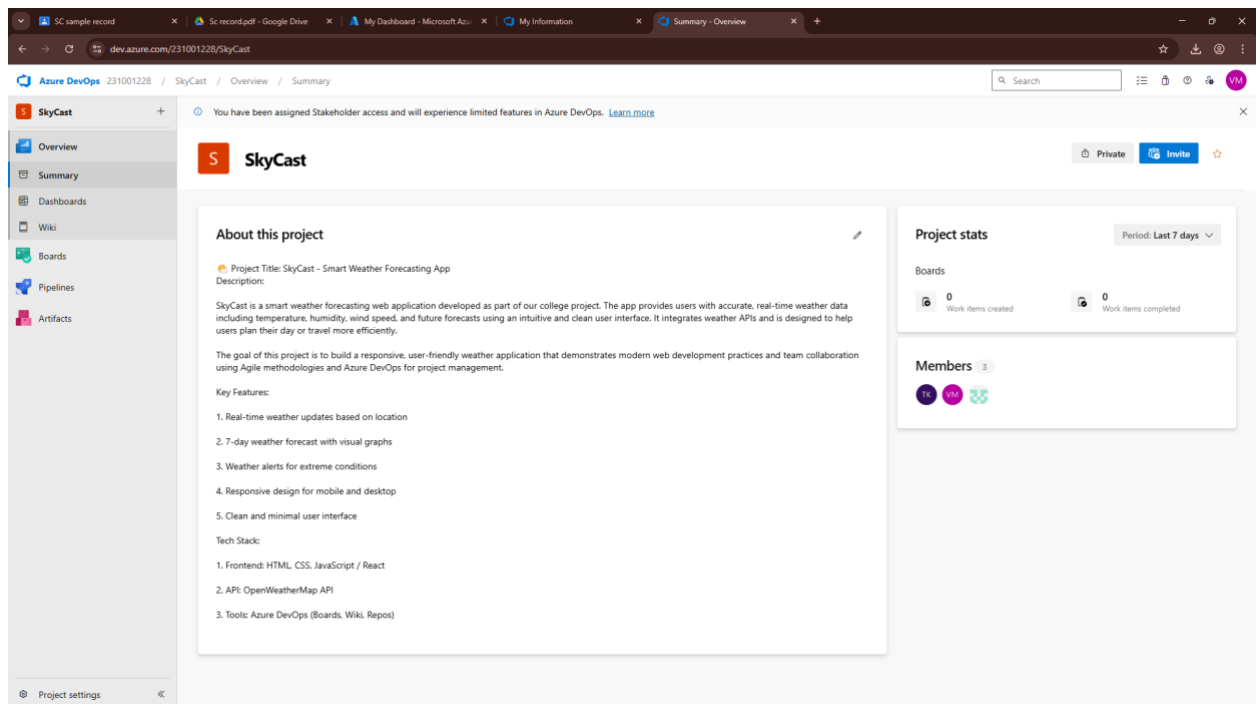 SC sample record
Sc record.pdf - Google Drive
My Dashboard - Microsoft Azu
My Information
Summary - Overview
dev.azure.com/231001228/SkyCast
Azure DevOps 231001228 / SkyCast / Overview / Summary
Search
VM
S SkyCast
You have been assigned Stakeholder access and will experience limited features in Azure DevOps. Learn more
Overview
Summary
Dashboards
Wiki
Boards
Pipelines
Artifacts
Project settings
S SkyCast
Private
Invite
About this project
Project Title: SkyCast - Smart Weather Forecasting App
Description:
SkyCast is a smart weather forecasting web application developed as part of our college project. The app provides users with accurate, real-time weather data
including temperature, humidity, wind speed, and future forecasts using an intuitive and clean user interface. It integrates weather APIs and is designed to help
users plan their day or travel more efficiently.
The goal of this project is to build a responsive, user-friendly weather application that demonstrates modern web development practices and team collaboration
using Agile methodologies and Azure DevOps for project management.
Key Features:
1. Real-time weather updates based on location
2. 7-day weather forecast with visual graphs
3. Weather alerts for extreme conditions
4. Responsive design for mobile and desktop
5. Clean and minimal user interface
Tech Stack:
1. Frontend: HTML, CSS, JavaScript / React
2. API: OpenWeatherMap API
3. Tools: Azure DevOps (Boards, Wiki, Repos)
Project stats
Period: Last 7 days
Boards
0
Work items created
0
Work items completed
Members 3
TK VM